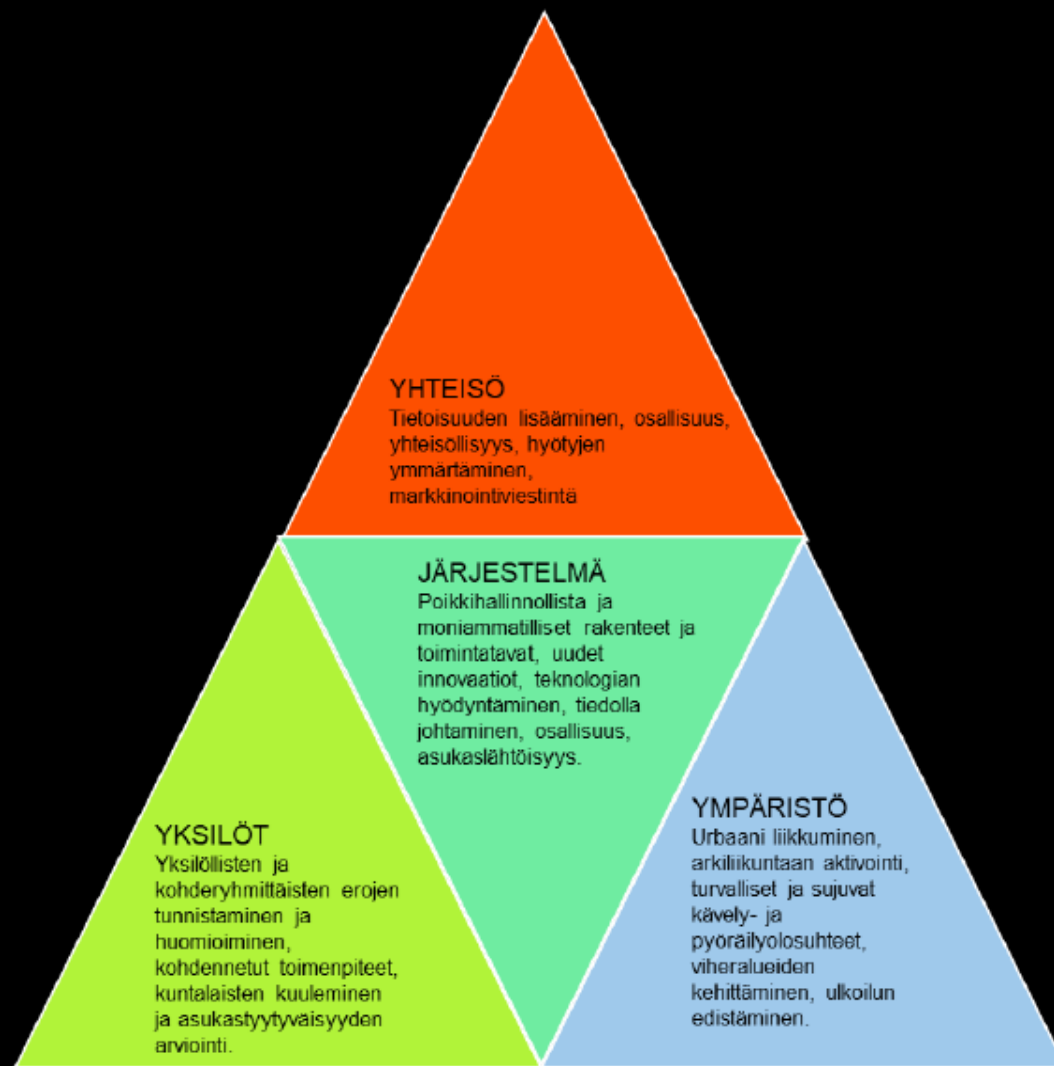 YHTEISÖ
Tietoisuuden lisääminen, osallisuus,
yhteisöllisyys, hyötyjen
ymmärtäminen,
markkinointiviestintä
JÄRJESTELMÄ
Poikkihallinnollista ja
moniammatilliset rakenteet ja
toimintatavat, uudet
innovaatiot, teknologian
hyödyntäminen, tiedolla
johtaminen, osallisuus,
asukaslähtöisyys.
YKSILÖT
Yksilöllisten ja
kohderyhmittäisten erojen
tunnistaminen ja
huomioiminen,
kohdennetut toimenpiteet,
kuntalaisten kuuleminen
ja asukastyytyväisyyden
arviointi.
YMPÄRISTÖ
Urbaani liikkuminen,
arkiliikuntaan aktivointi,
turvalliset ja sujuvat
kävely- ja
pyöräilyolosuhteet,
viheralueiden
kehittäminen, ulkoilun
edistäminen.